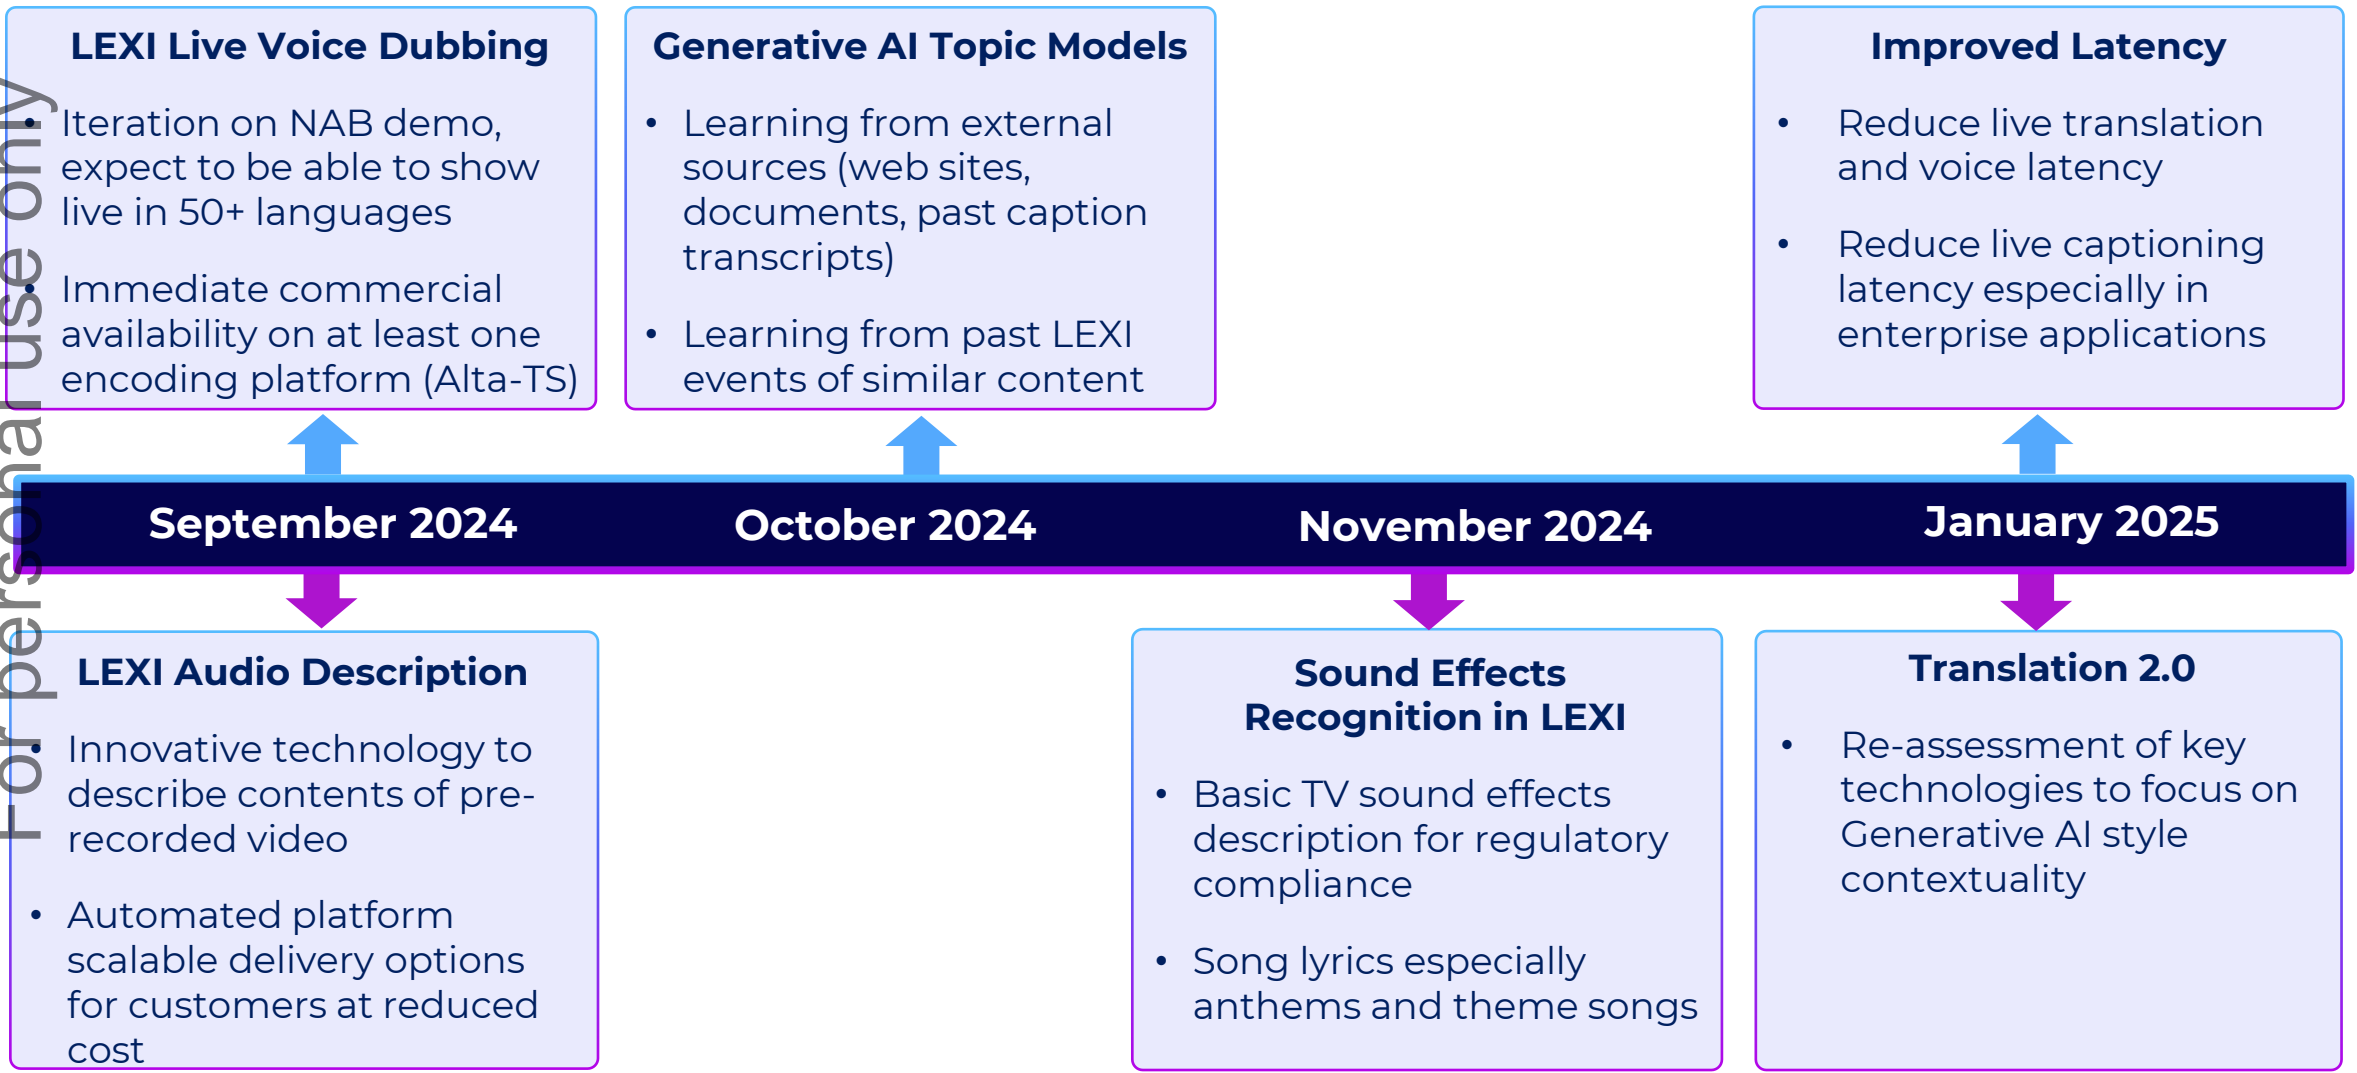 LEXI Live Voice Dubbing
• Iteration on NAB demo,
expect to be able to show
live in 50+ languages
• Immediate commercial
availability on at least one
encoding platform (Alta-TS)
Generative AI Topic Models
• Learning from external
sources (web sites,
documents, past caption
transcripts)
• Learning from past LEXI
events of similar content
Improved Latency
• Reduce live translation
and voice latency
• Reduce live captioning
latency especially in
enterprise applications
September 2024
October 2024
November 2024
January 2025
LEXI Audio Description
• Innovative technology to
describe contents of pre-
recorded video
• Automated platform
scalable delivery options
for customers at reduced
cost
Sound Effects
Recognition in LEXI
• Basic TV sound effects
description for regulatory
compliance
• Song lyrics especially
anthems and theme songs
Translation 2.0
• Re-assessment of key
technologies to focus on
Generative AI style
contextuality
For personal use only